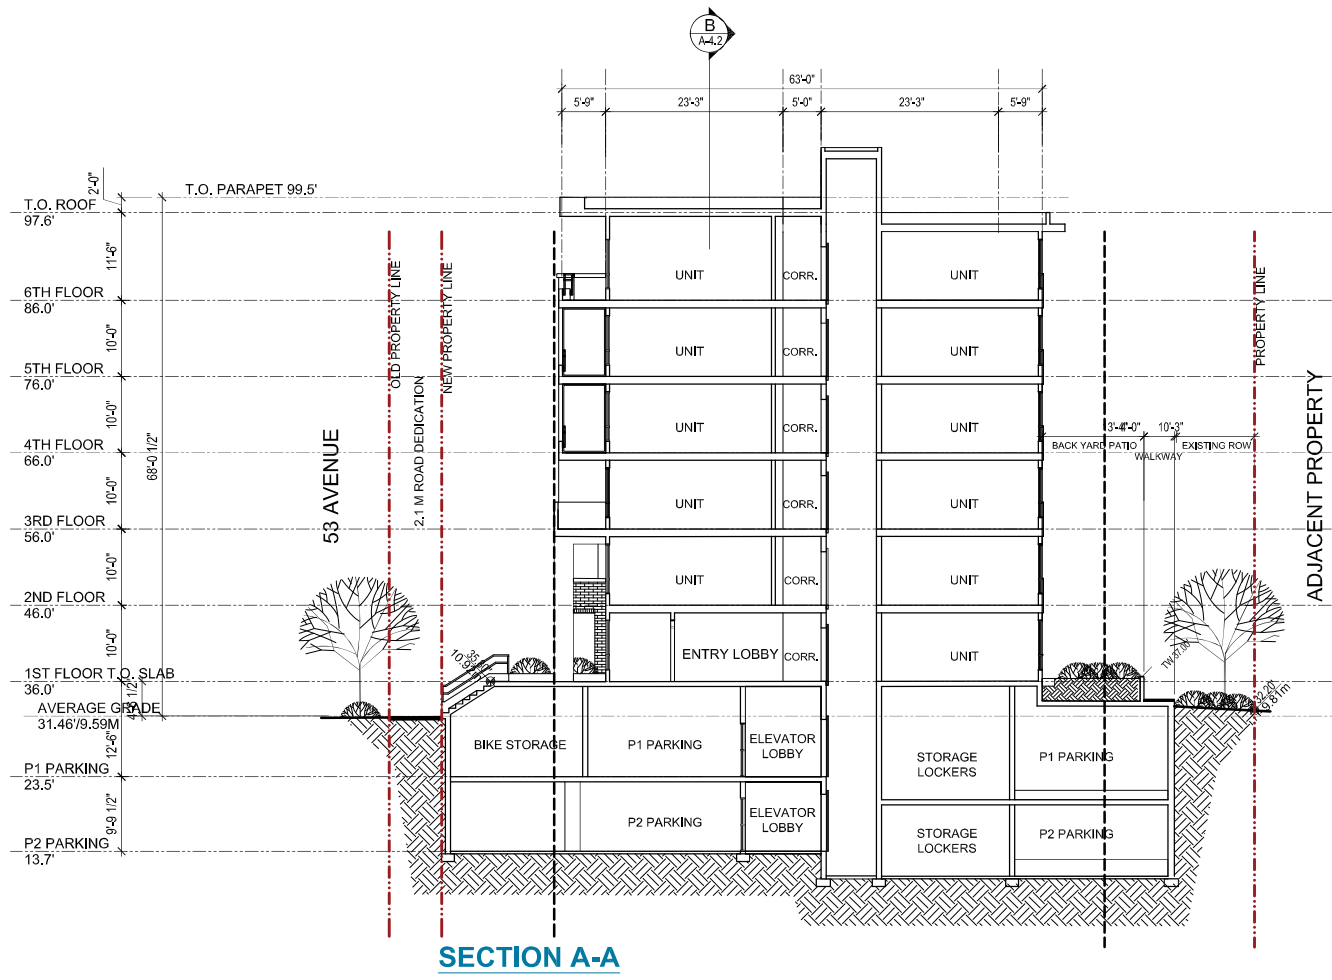 B
A-4.2
63'-0"
5'-9"
23'-3"
5'-0"
23'-3"
5'-9"
2'-0"
T.O. PARAPET 99.5'
T.O. ROOF
97.6'
11'-6"
6TH FLOOR
86.0'
10'-0"
5TH FLOOR
76.0'
10'-0"
4TH FLOOR
66.0'
10'-0"
3RD FLOOR
56.0'
10'-0"
2ND FLOOR
46.0'
10'-0"
1ST FLOOR T.O. SLAB
36.0'
AVERAGE GRADE
31.46'/9.59M
12'-6"
P1 PARKING
23.5'
9'-9 1/2"
P2 PARKING
13.7'
68'-0 1/2"
53 AVENUE
OLD PROPERTY LINE
2.1 M ROAD DEDICATION
NEW PROPERTY LINE
UNIT
CORR.
UNIT
UNIT
CORR.
UNIT
UNIT
CORR.
UNIT
UNIT
CORR.
UNIT
UNIT
CORR.
UNIT
ENTRY LOBBY
CORR.
UNIT
BIKE STORAGE
P1 PARKING
ELEVATOR
LOBBY
STORAGE
LOCKERS
P1 PARKING
P2 PARKING
ELEVATOR
LOBBY
STORAGE
LOCKERS
P2 PARKING
10'-3"
BACK YARD PATIO
WALKWAY
EXISTING ROW
PROPERTY LINE
ADJACENT PROPERTY
TW 37.00'
9.81m
SECTION A-A